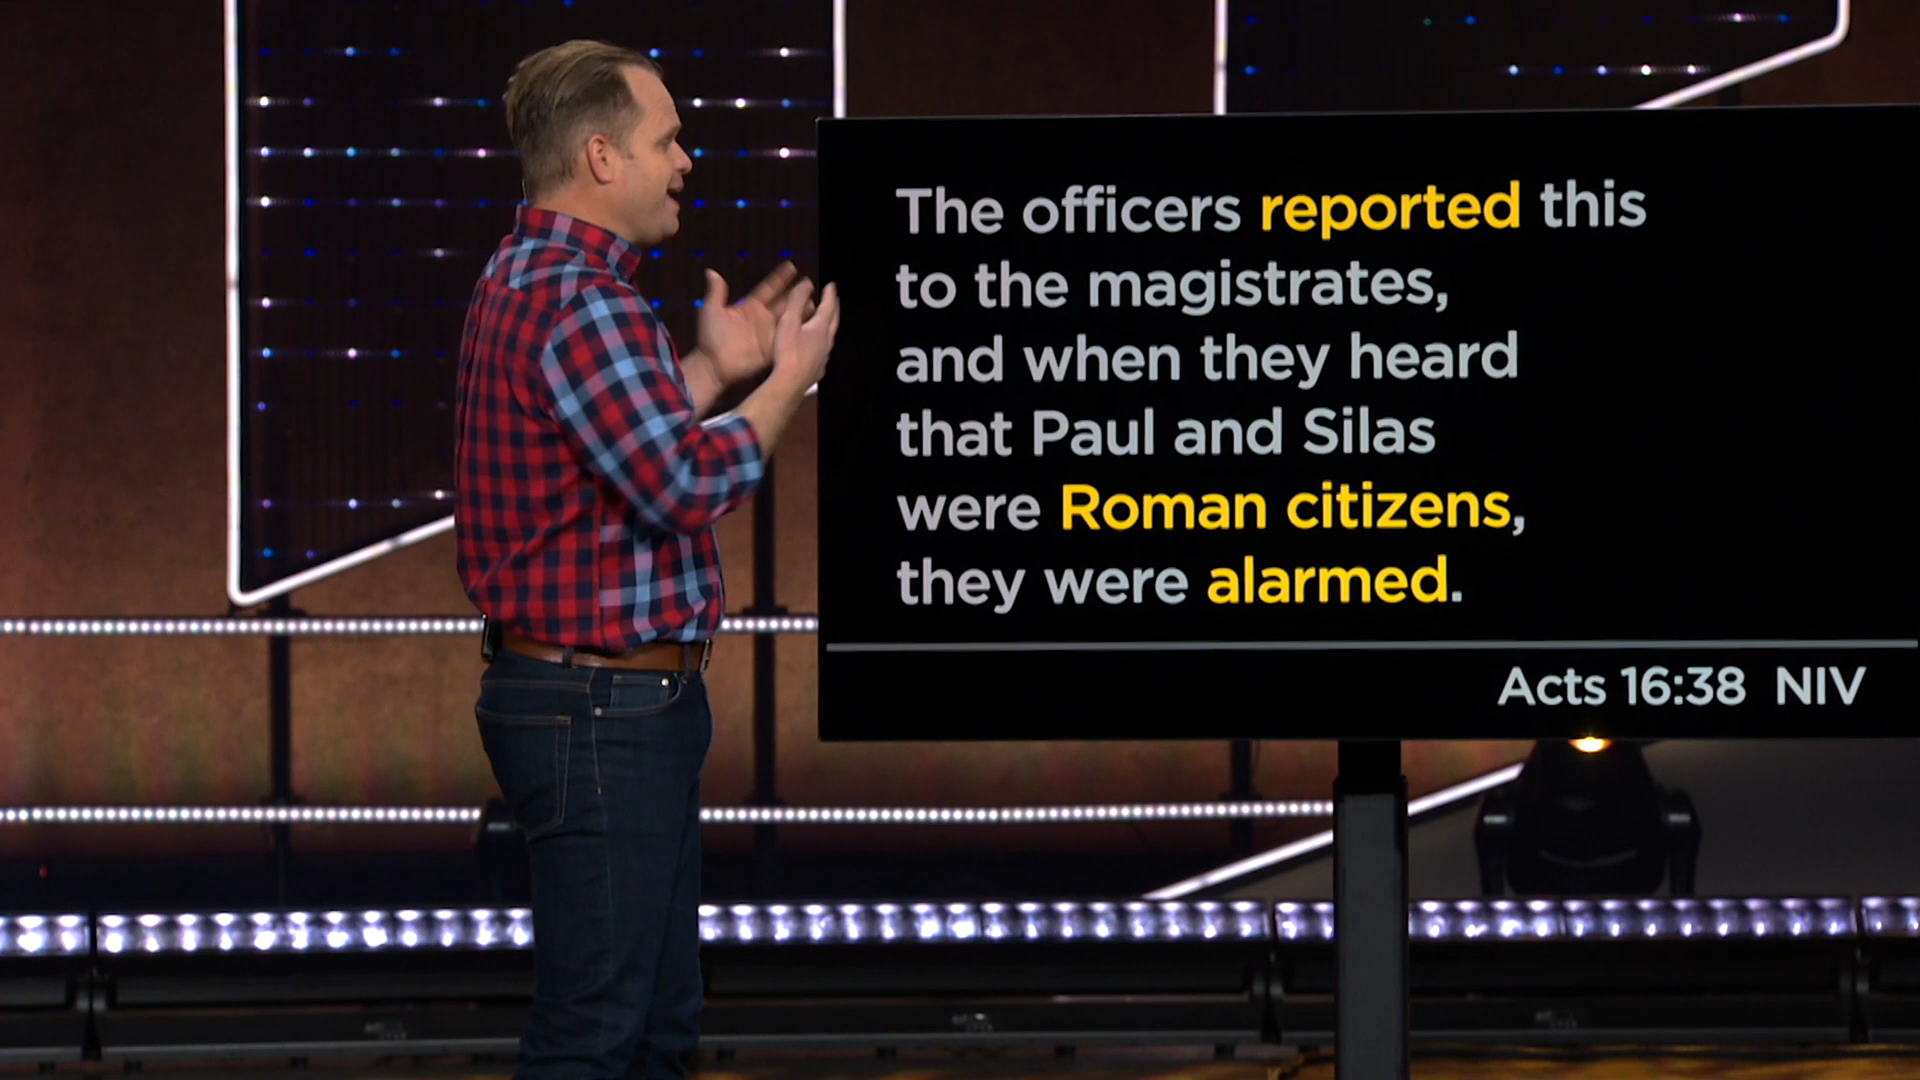 The officers reported this
to the magistrates,
and when they heard
that Paul and Silas
were Roman citizens,
they were alarmed.
Acts 16:38 NIV